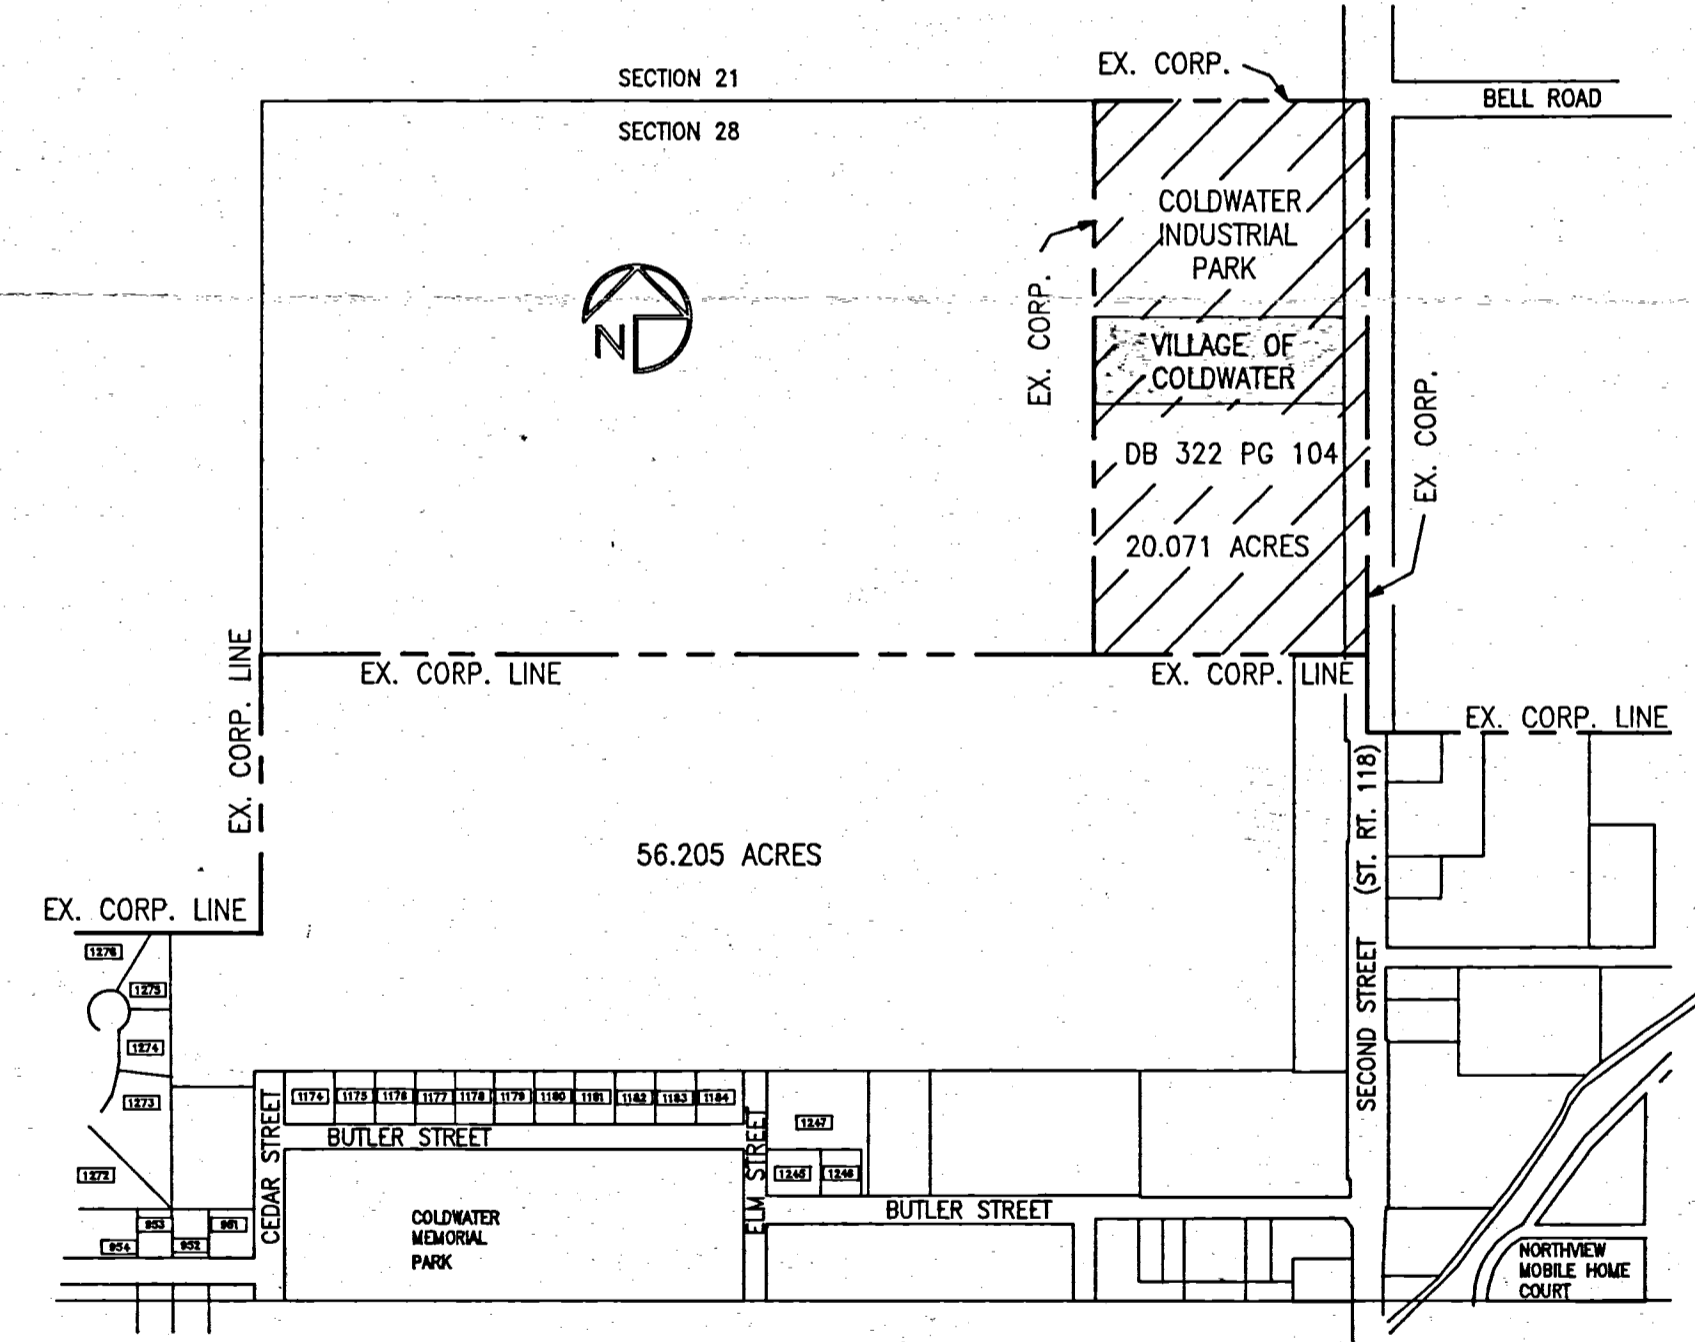 EX. CORP.
SECTION 21
BELL ROAD
SECTION 28
COLDWATER
INDUSTRIAL
PARK
EX. CORP.
N
VILLAGE OF
COLDWATER
EX. CORP.
DB 322 PG 104
20.071 ACRES
EX. CORP. LINE
EX. CORP. LINE
EX. CORP. LINE
EX. CORP. LINE
(ST. RT. 118)
SECOND STREET
56.205 ACRES
EX. CORP. LINE
1276
1275
1274
1273
1272
953
961
954
952
CEDAR STREET
1174
1175
1176
1177
1178
1179
1180
1181
1182
1183
1184
BUTLER STREET
ELM STREET
1247
1245
1246
BUTLER STREET
COLDWATER
MEMORIAL
PARK
NORTHVIEW
MOBILE HOME
COURT